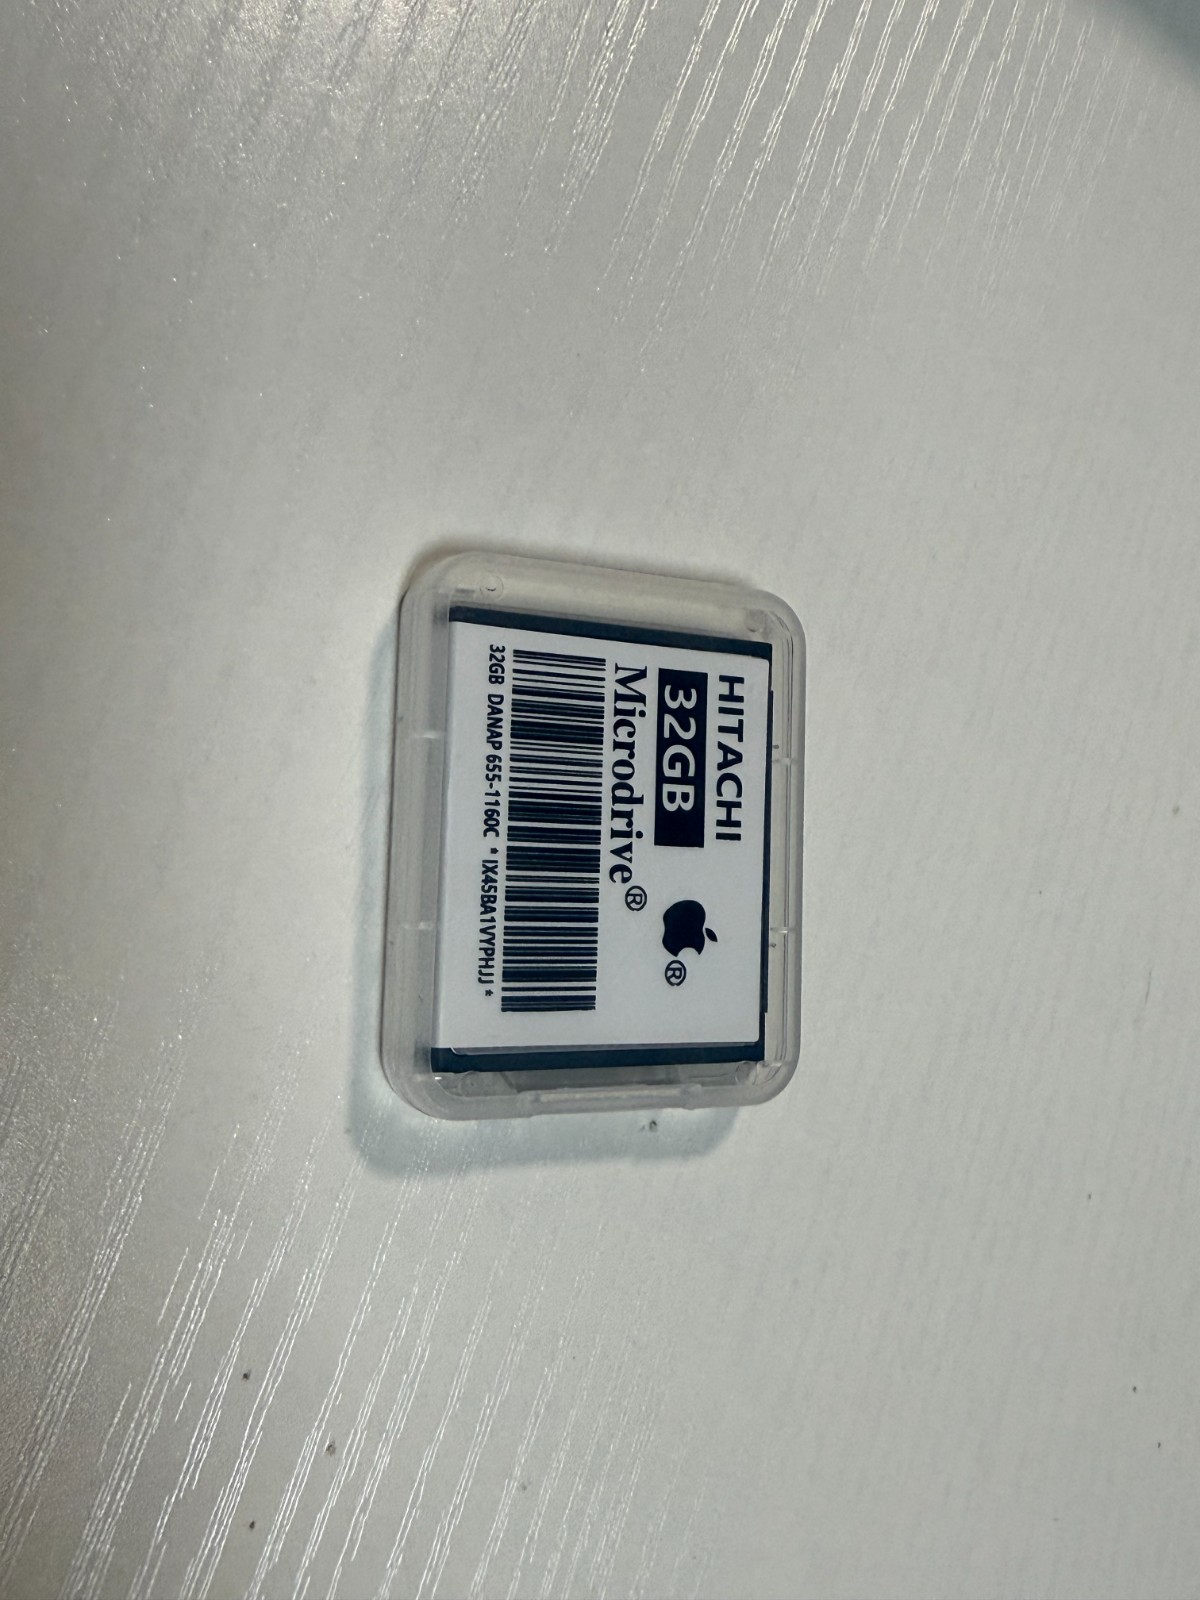 HITACHI
32GB ®
Microdrive®
32GB DANAP 655-1160C * IX45BA1VYPHJJ *